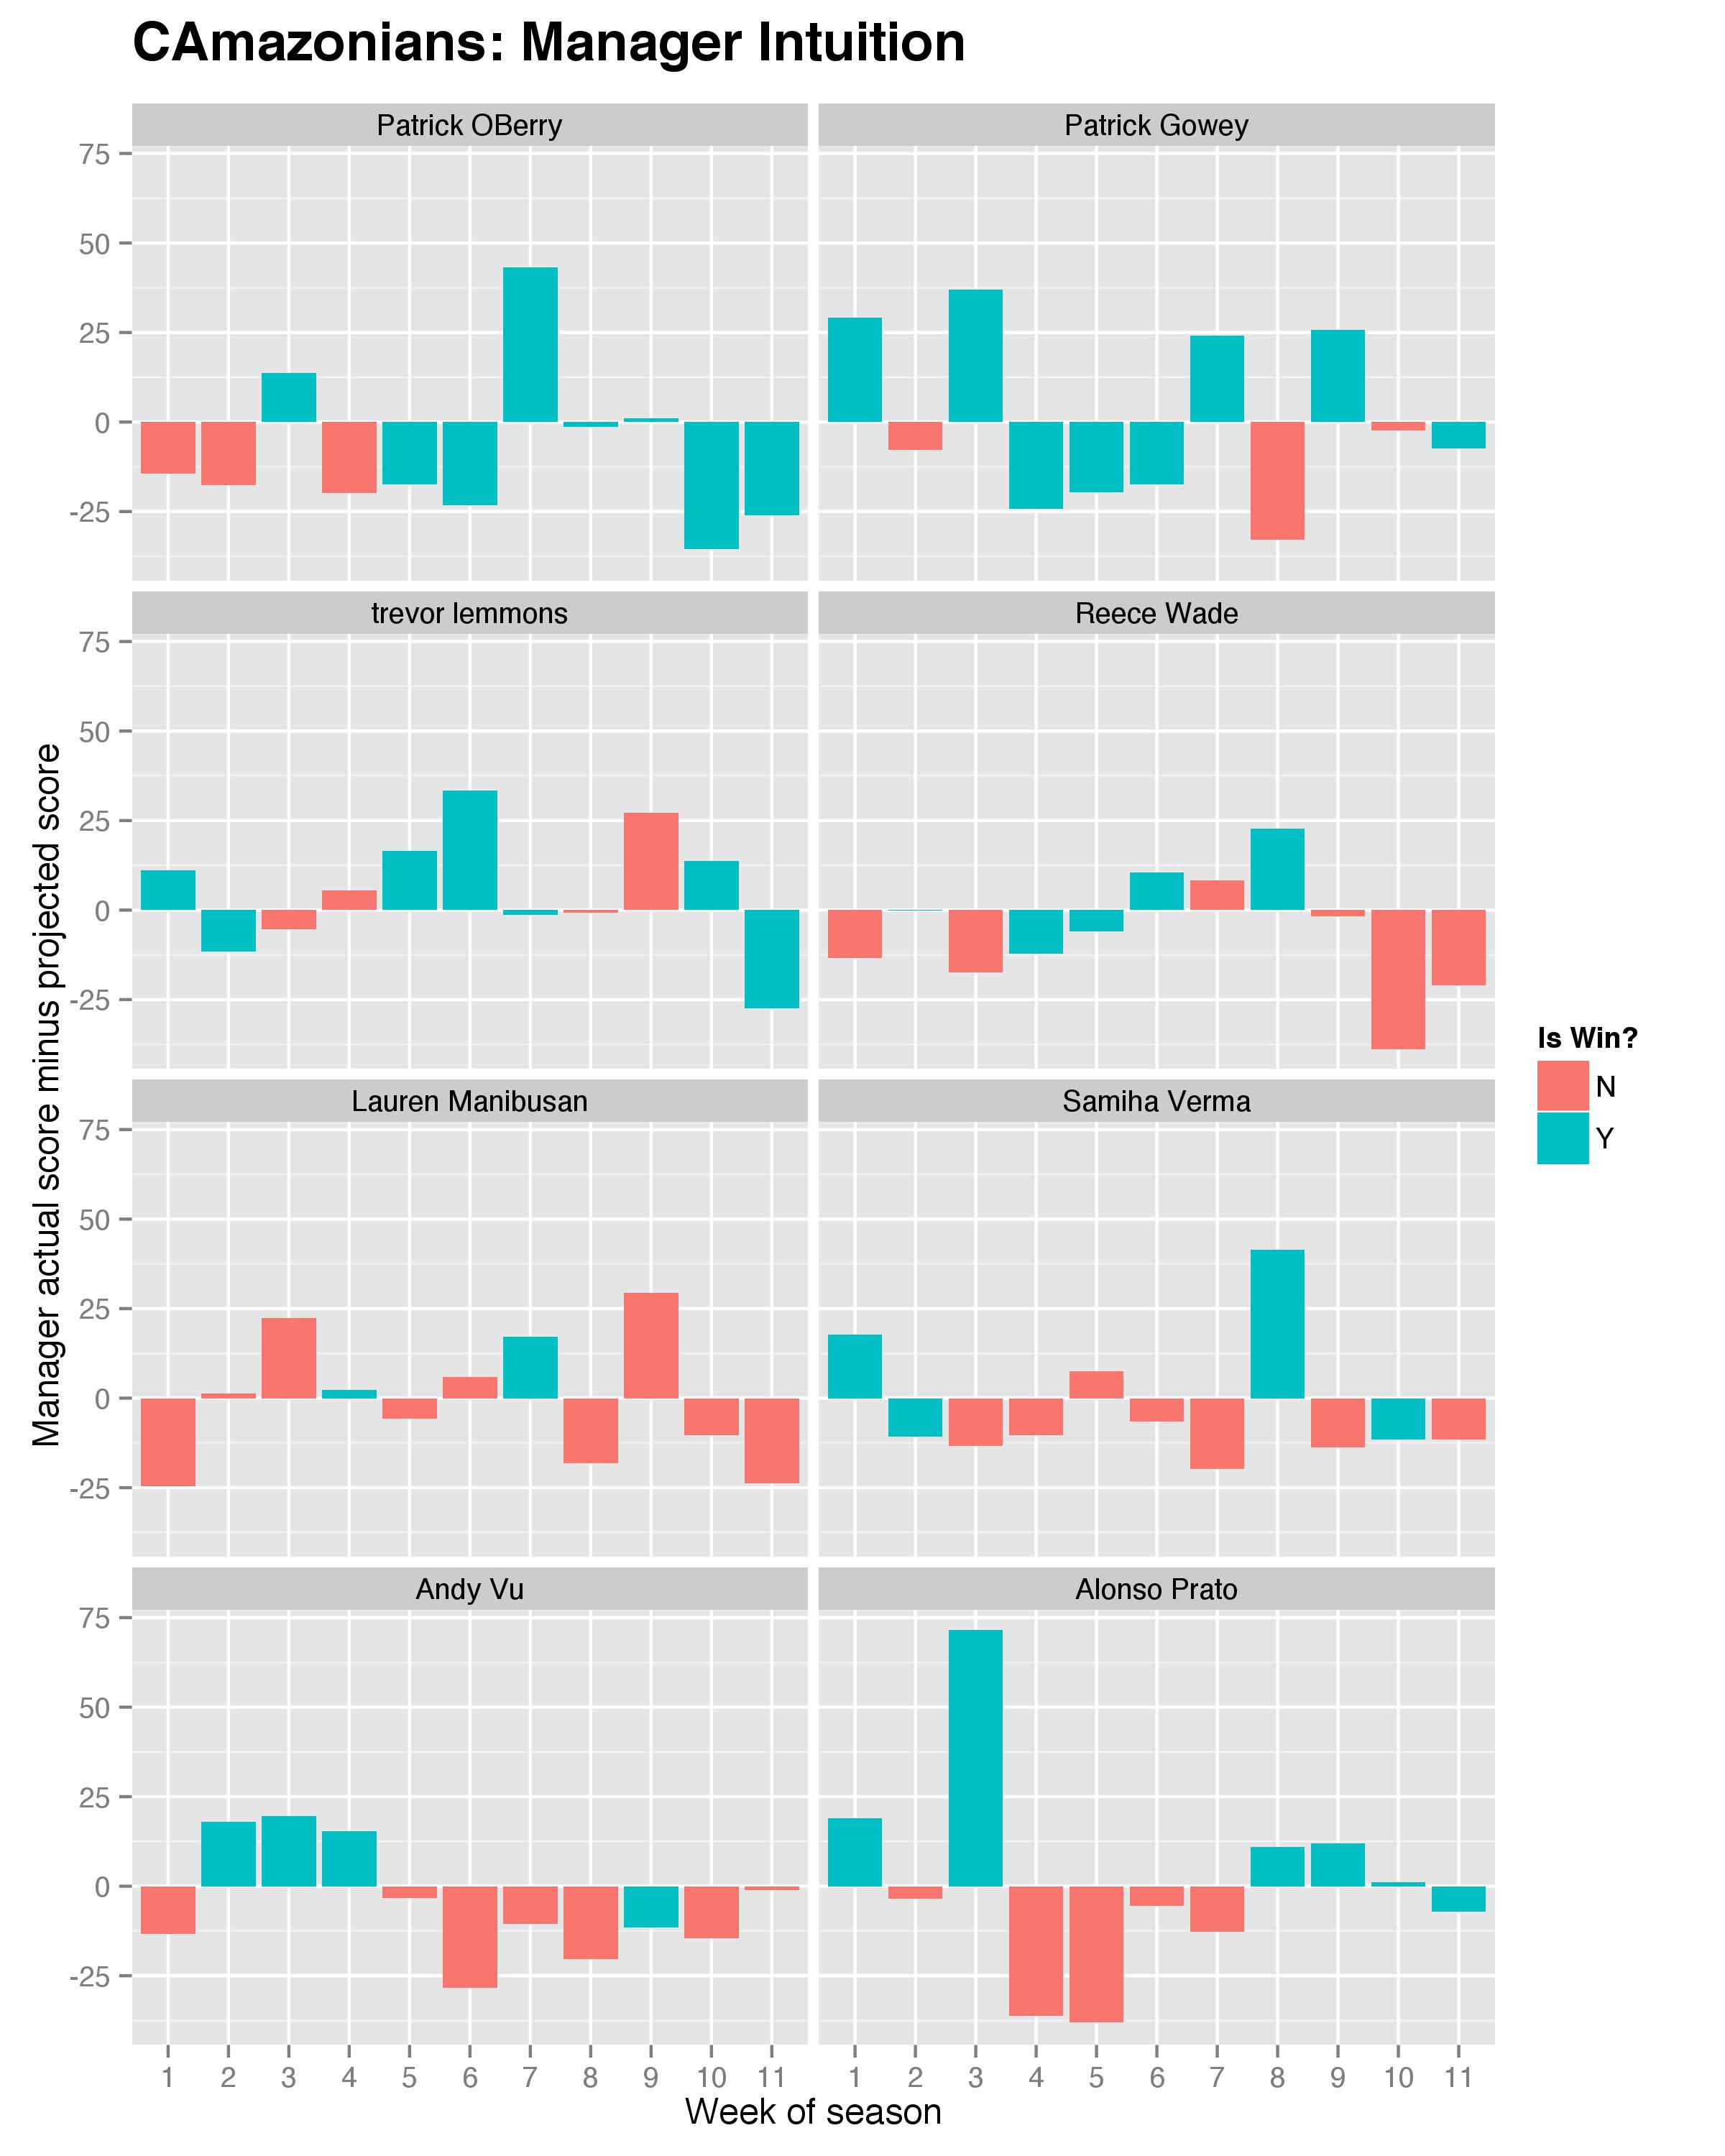 CAmazonians: Manager Intuition
Patrick OBerry
Patrick Gowey
75
50
25
0
-25
trevor lemmons
Reece Wade
75
50
25
0
-25
Manager actual score minus projected score
Is Win?
N
Y
Lauren Manibusan
Samiha Verma
75
50
25
0
-25
Andy Vu
Alonso Prato
75
50
25
0
-25
1 2 3 4 5 6 7 8 9 10 11
1 2 3 4 5 6 7 8 9 10 11
Week of season